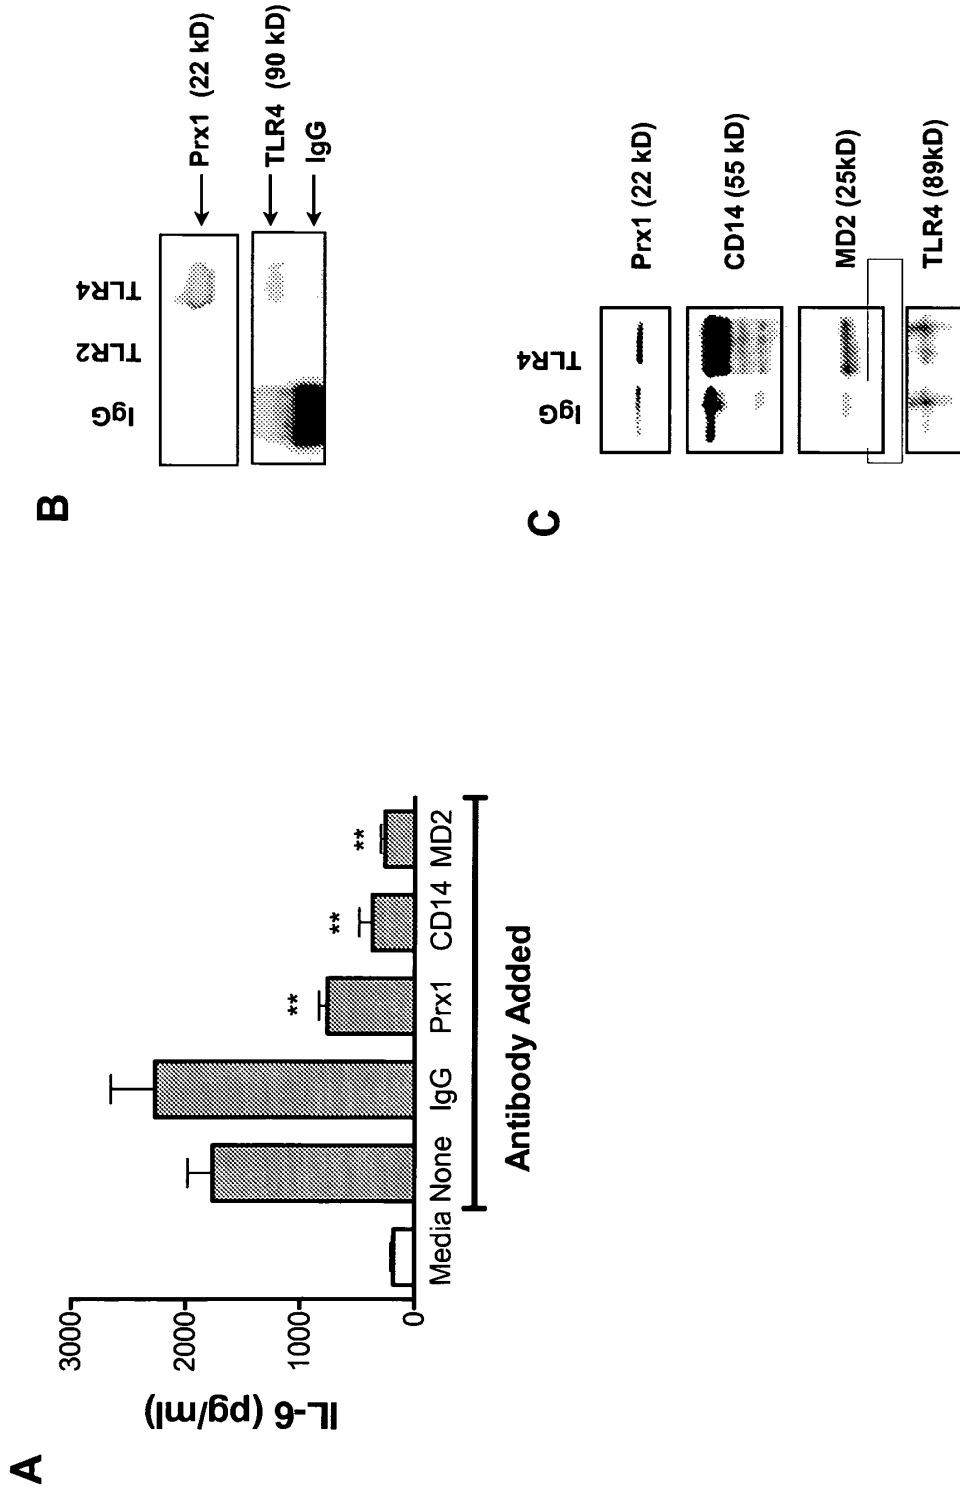 A
IL-6 (pg/ml)
3000
2000
1000
0
Media None IgG Prx1 CD14 MD2
** ** **
Antibody Added
B
IgG TLR2 TLR4
Prx1 (22 kD)
TLR4 (90 kD)
IgG
C
IgG TLR4
Prx1 (22 kD)
CD14 (55 kD)
MD2 (25kD)
TLR4 (89kD)